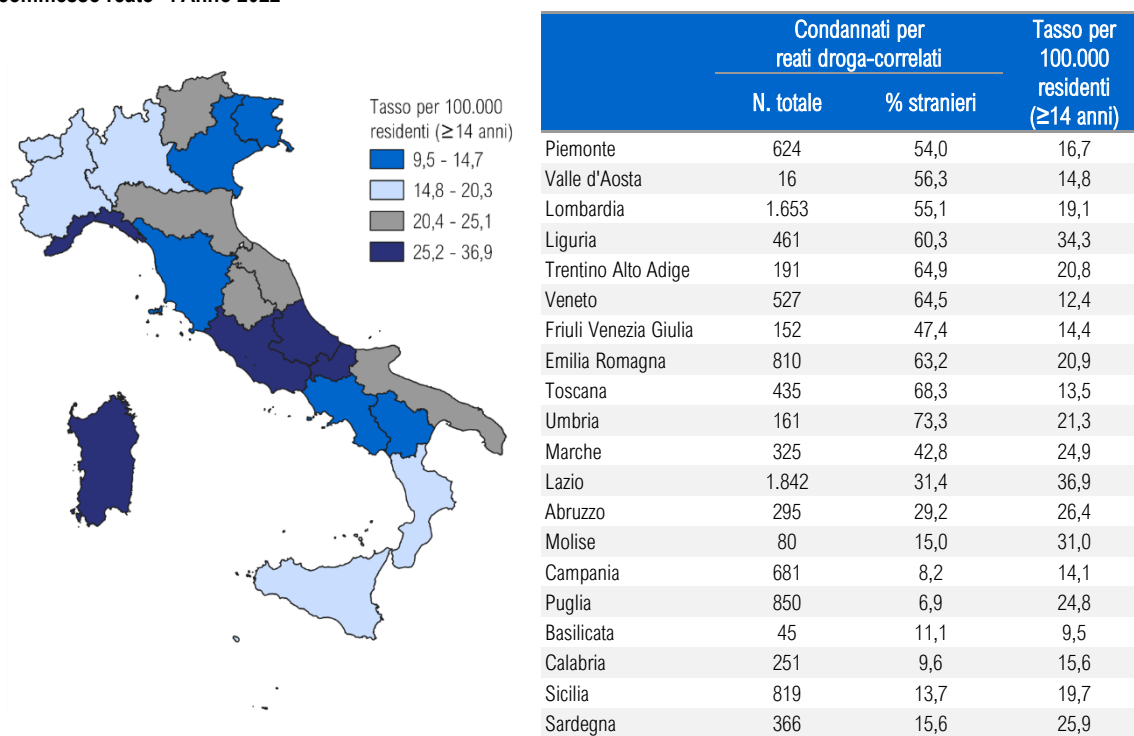 commesso reato - Anno 2022
Tasso per 100.000
residenti (≥14 anni)
9,5 - 14,7
14,8 - 20,3
20,4 - 25,1
25,2 - 36,9
Condannati per
reati droga-correlati
Tasso per
100.000
residenti
(≥14 anni)
N. totale % stranieri
Piemonte 624 54,0 16,7
Valle d'Aosta 16 56,3 14,8
Lombardia 1.653 55,1 19,1
Liguria 461 60,3 34,3
Trentino Alto Adige 191 64,9 20,8
Veneto 527 64,5 12,4
Friuli Venezia Giulia 152 47,4 14,4
Emilia Romagna 810 63,2 20,9
Toscana 435 68,3 13,5
Umbria 161 73,3 21,3
Marche 325 42,8 24,9
Lazio 1.842 31,4 36,9
Abruzzo 295 29,2 26,4
Molise 80 15,0 31,0
Campania 681 8,2 14,1
Puglia 850 6,9 24,8
Basilicata 45 11,1 9,5
Calabria 251 9,6 15,6
Sicilia 819 13,7 19,7
Sardegna 366 15,6 25,9